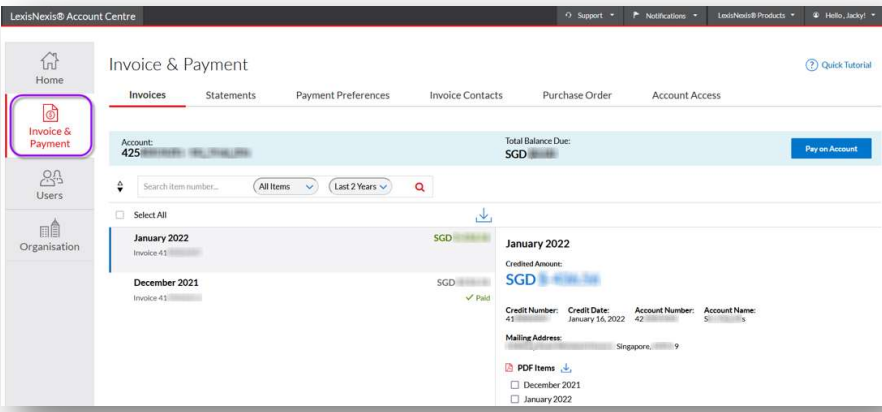 LexisNexis® Account Centre Support Notifications LexisNexis® Products Hello, Jacky!
Home
Invoice & Payment
Users
Organisation
Invoice & Payment
? Quick Tutorial
Invoices Statements Payment Preferences Invoice Contacts Purchase Order Account Access
Account:
425
Total Balance Due:
SGD
Pay on Account
Search item number... All Items Last 2 Years
Select All
January 2022 SGD
Invoice 41
December 2021 SGD
Invoice 41 ✓ Paid
January 2022
Credited Amount:
SGD
Credit Number: Credit Date: Account Number: Account Name:
41 January 16, 2022 42 S s
Mailing Address:
Singapore, 9
PDF Items
December 2021
January 2022